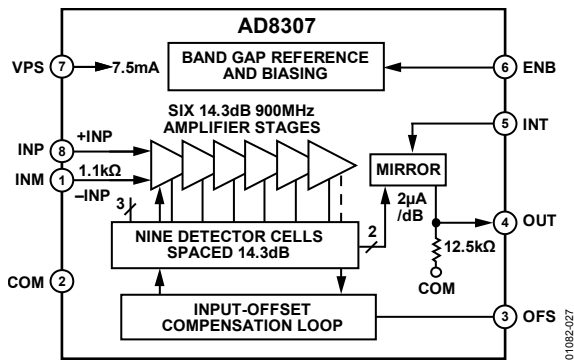 AD8307
VPS 7 7.5mA
BAND GAP REFERENCE
AND BIASING
6 ENB
SIX 14.3dB 900MHz
AMPLIFIER STAGES
5 INT
INP 8 +INP
INM 1 1.1kΩ
–INP
MIRROR
3
2µA
/dB
2
4 OUT
NINE DETECTOR CELLS
SPACED 14.3dB
12.5kΩ
COM 2
COM
INPUT-OFFSET
COMPENSATION LOOP
3 OFS
01082-027